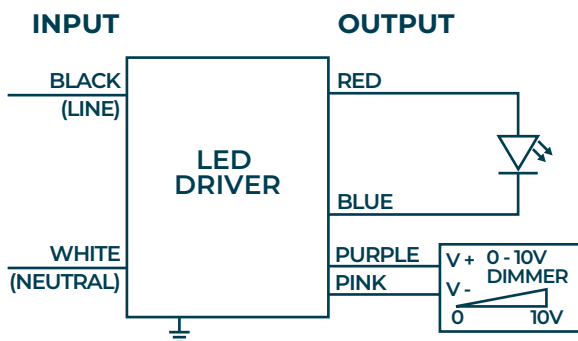 INPUT
OUTPUT
BLACK
(LINE)
WHITE
(NEUTRAL)
LED
DRIVER
RED
BLUE
PURPLE
PINK
V + 0 - 10V
DIMMER
V -
0 10V